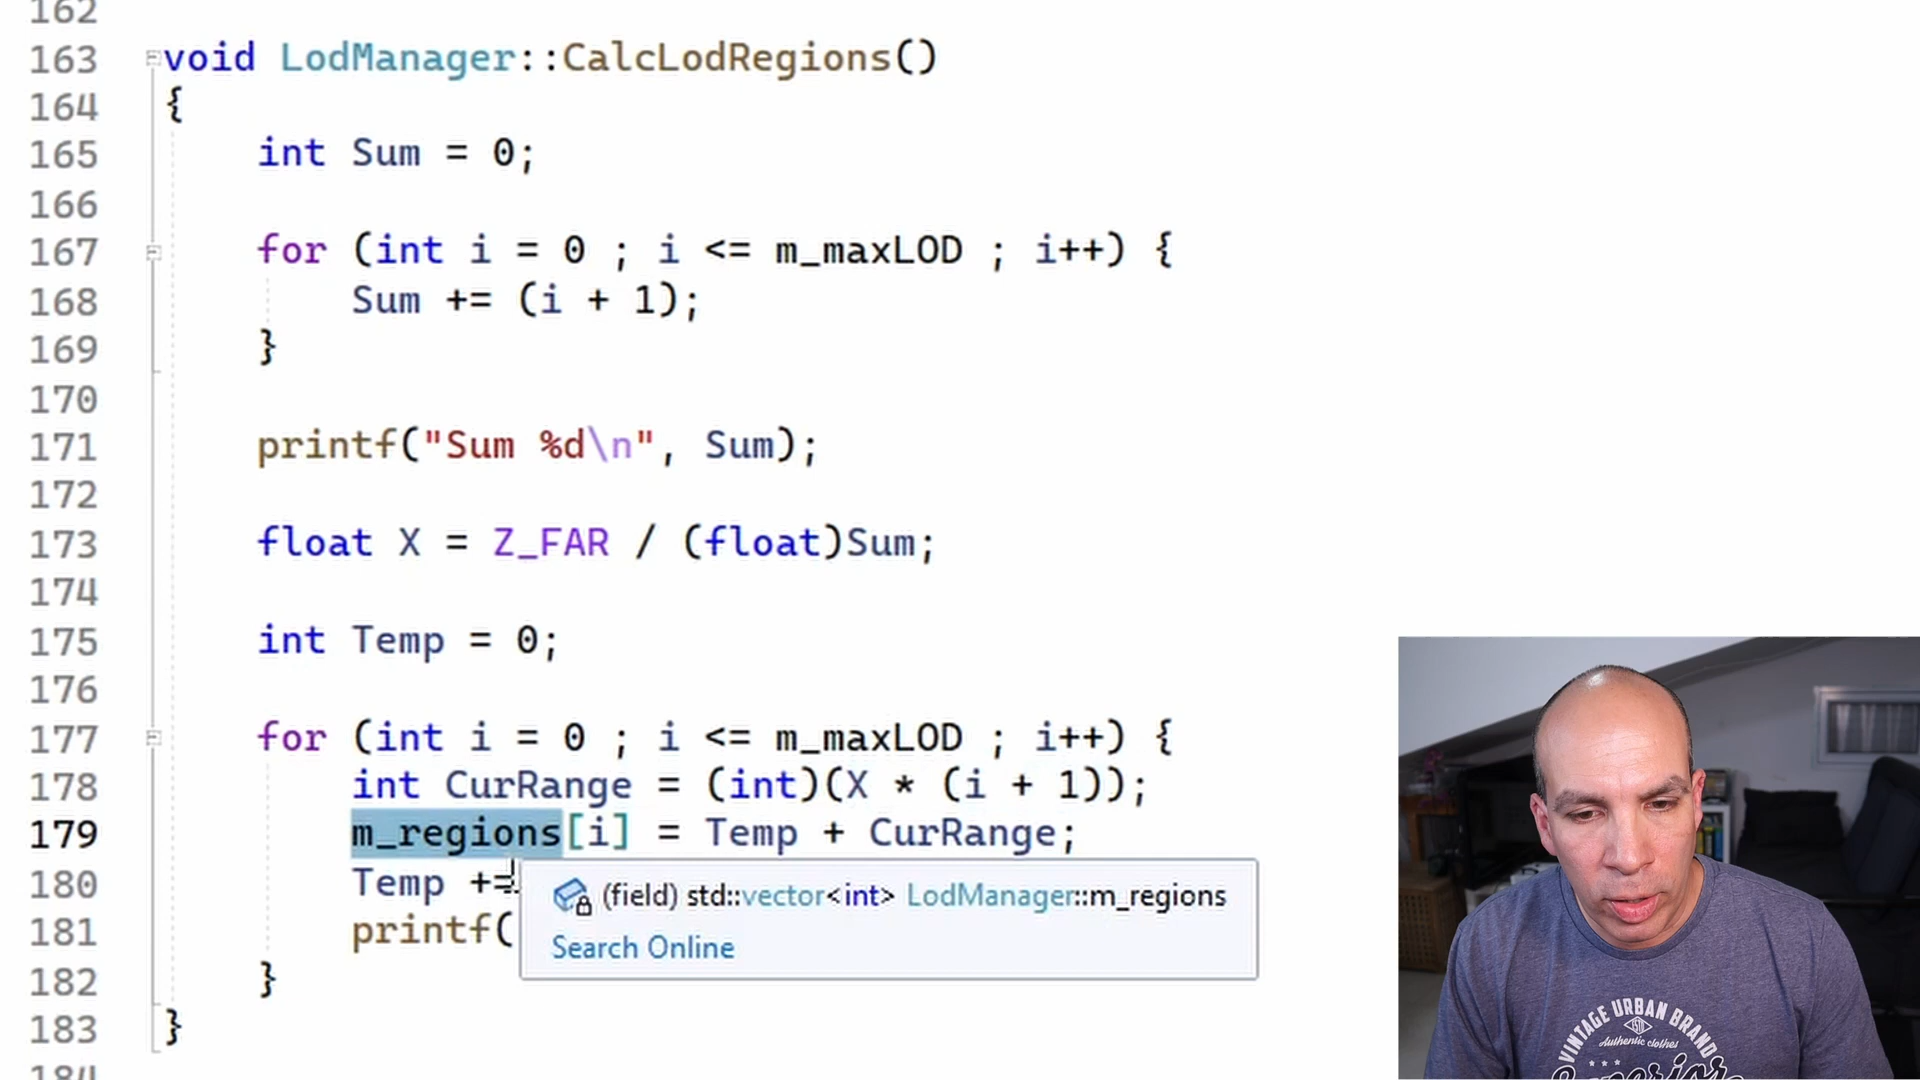 162
163 void LodManager::CalcLodRegions()
164 {
165 int Sum = 0;
166
167 for (int i = 0 ; i <= m_maxLOD ; i++) {
168 Sum += (i + 1);
169 }
170
171 printf("Sum %d\n", Sum);
172
173 float X = Z_FAR / (float)Sum;
174
175 int Temp = 0;
176
177 for (int i = 0 ; i <= m_maxLOD ; i++) {
178 int CurRange = (int)(X * (i + 1));
179 m_regions[i] = Temp + CurRange;
180 Temp +=
(field) std::vector<int> LodManager::m_regions
181 printf(
Search Online
182 }
183 }
184
VINTAGE URBAN BRAND
Authentic clothes
Superior